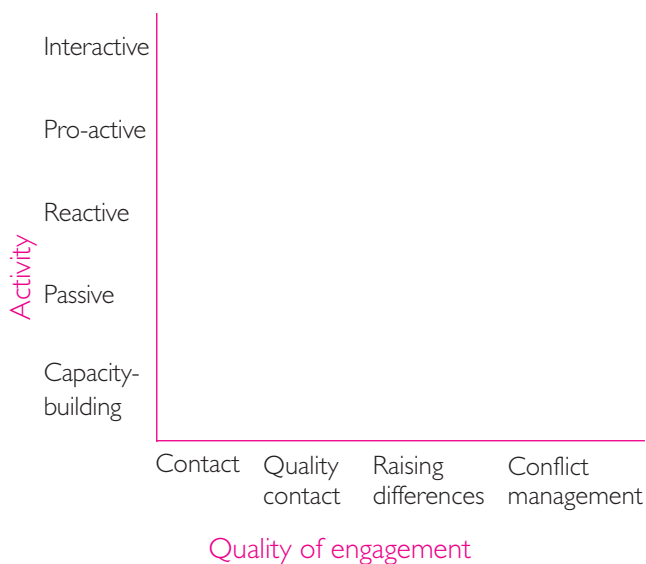 Interactive
Pro-active
Reactive
Passive
Capacity-
building
Activity
Contact
Quality
contact
Raising
differences
Conflict
management
Quality of engagement